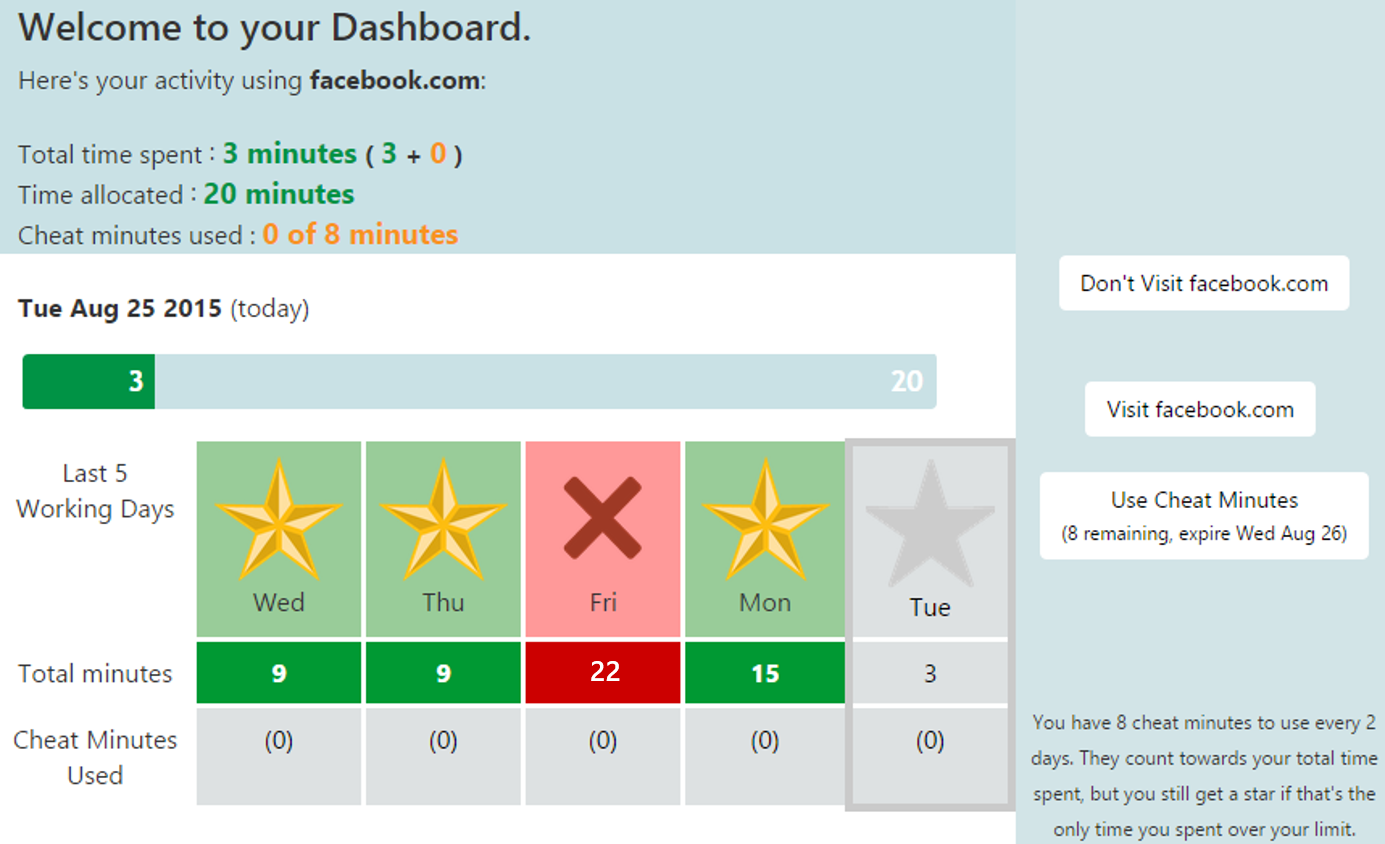 Welcome to your Dashboard.
Here's your activity using facebook.com:
Total time spent : 3 minutes ( 3 + 0 )
Time allocated : 20 minutes
Cheat minutes used : 0 of 8 minutes
Tue Aug 25 2015 (today)
3 20
Last 5
Working Days
Wed Thu Fri Mon Tue
Total minutes 9 9 22 15 3
Cheat Minutes
Used
(0) (0) (0) (0) (0)
Don't Visit facebook.com
Visit facebook.com
Use Cheat Minutes
(8 remaining, expire Wed Aug 26)
You have 8 cheat minutes to use every 2
days. They count towards your total time
spent, but you still get a star if that's the
only time you spent over your limit.